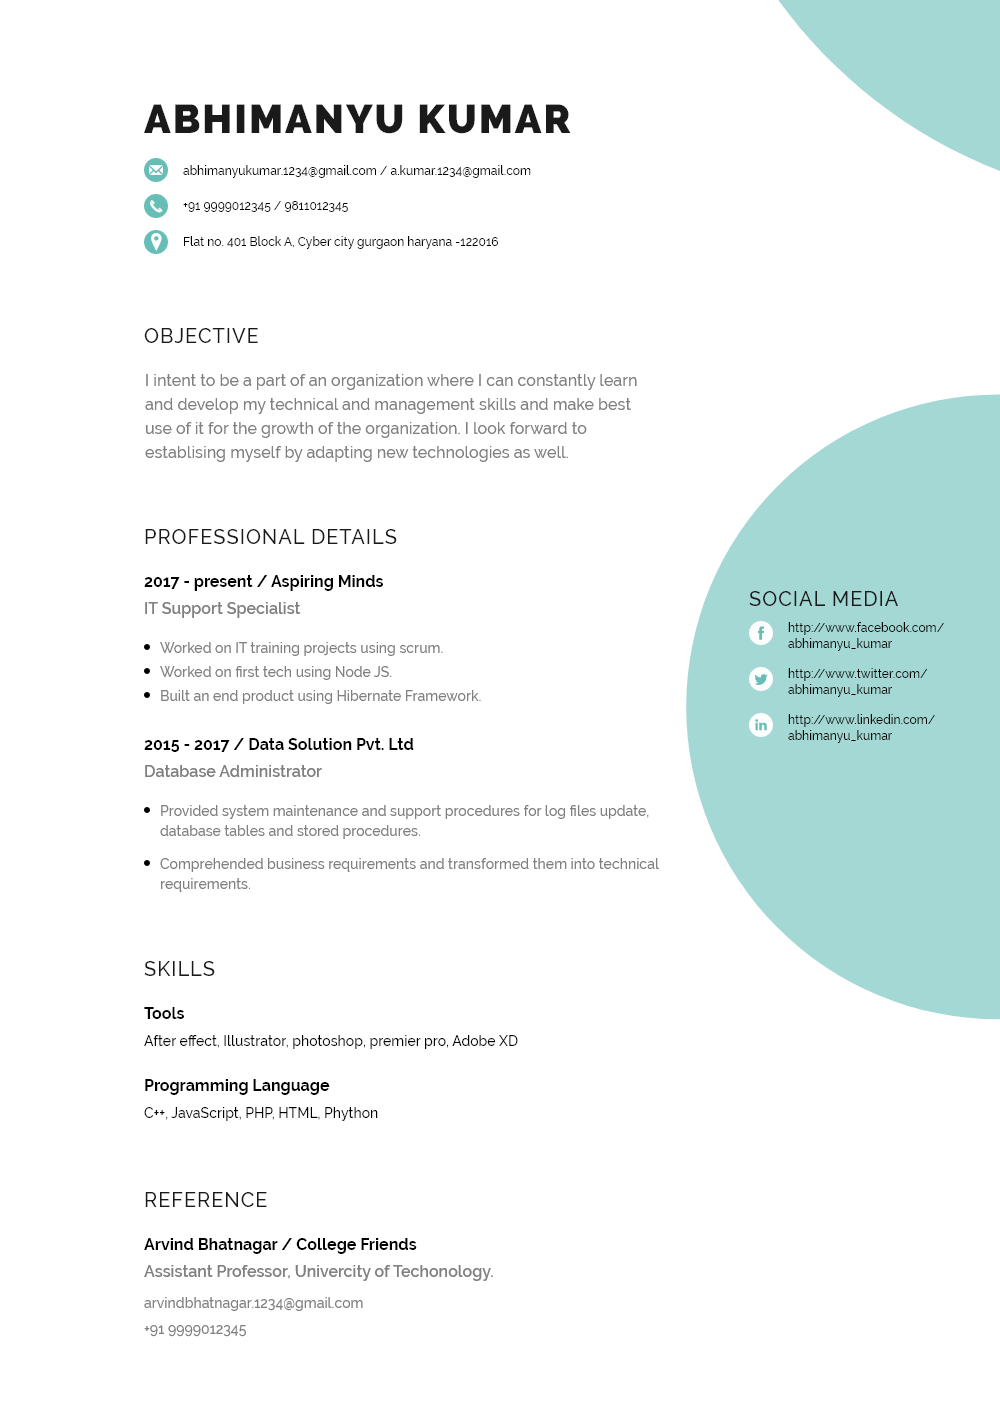 ABHIMANYU KUMAR
abhimanyukumar.1234@gmail.com / a.kumar.1234@gmail.com
+91 9999012345 / 9811012345
Flat no. 401 Block A, Cyber city gurgaon haryana -122016
OBJECTIVE
I intent to be a part of an organization where I can constantly learn
and develop my technical and management skills and make best
use of it for the growth of the organization. I look forward to
establising myself by adapting new technologies as well.
PROFESSIONAL DETAILS
2017 - present / Aspiring Minds
IT Support Specialist
• Worked on IT training projects using scrum.
• Worked on first tech using Node JS.
• Built an end product using Hibernate Framework.
2015 - 2017 / Data Solution Pvt. Ltd
Database Administrator
• Provided system maintenance and support procedures for log files update,
database tables and stored procedures.
• Comprehended business requirements and transformed them into technical
requirements.
SKILLS
Tools
After effect, Illustrator, photoshop, premier pro, Adobe XD
Programming Language
C++, JavaScript, PHP, HTML, Phython
REFERENCE
Arvind Bhatnagar / College Friends
Assistant Professor, Univercity of Techonology.
arvindbhatnagar.1234@gmail.com
+91 9999012345
SOCIAL MEDIA
http://www.facebook.com/
abhimanyu_kumar
http://www.twitter.com/
abhimanyu_kumar
http://www.linkedin.com/
abhimanyu_kumar